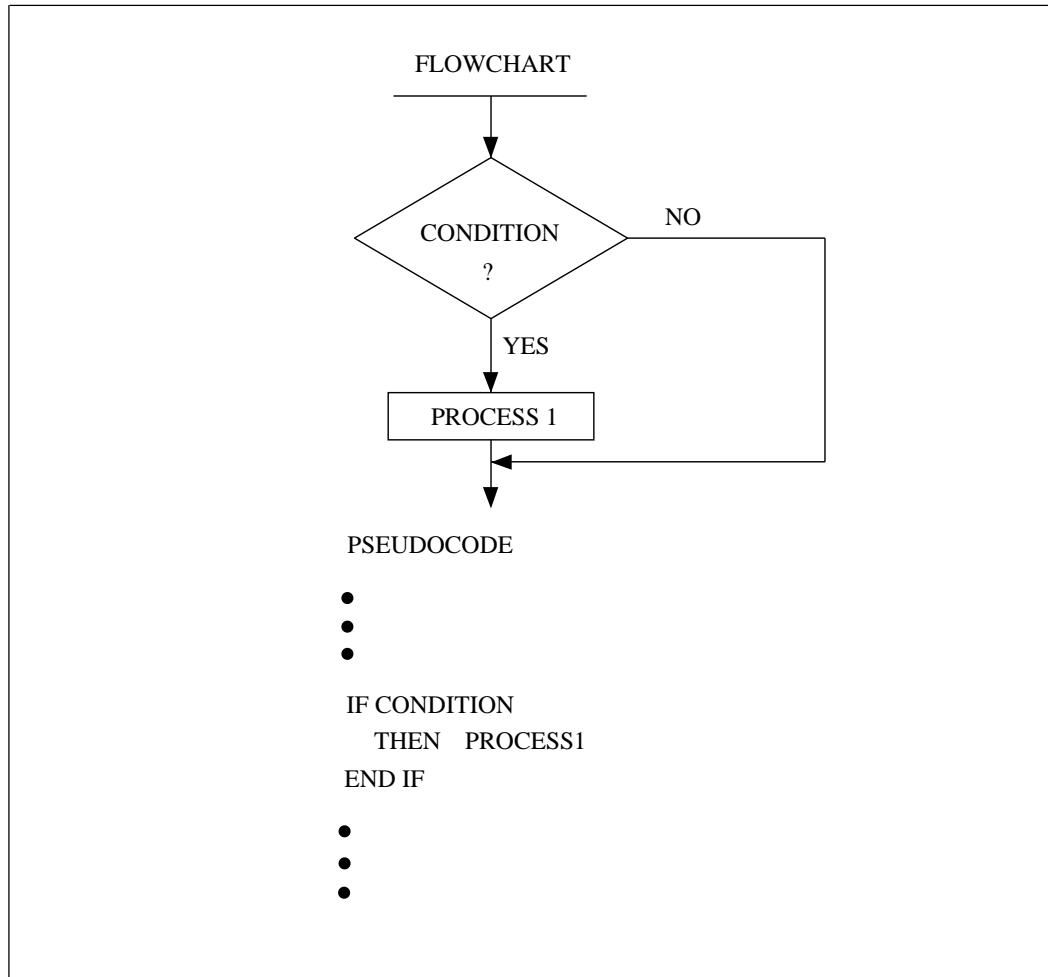 FLOWCHART
CONDITION
?
NO
YES
PROCESS 1
PSEUDOCODE
IF CONDITION
THEN PROCESS1
END IF